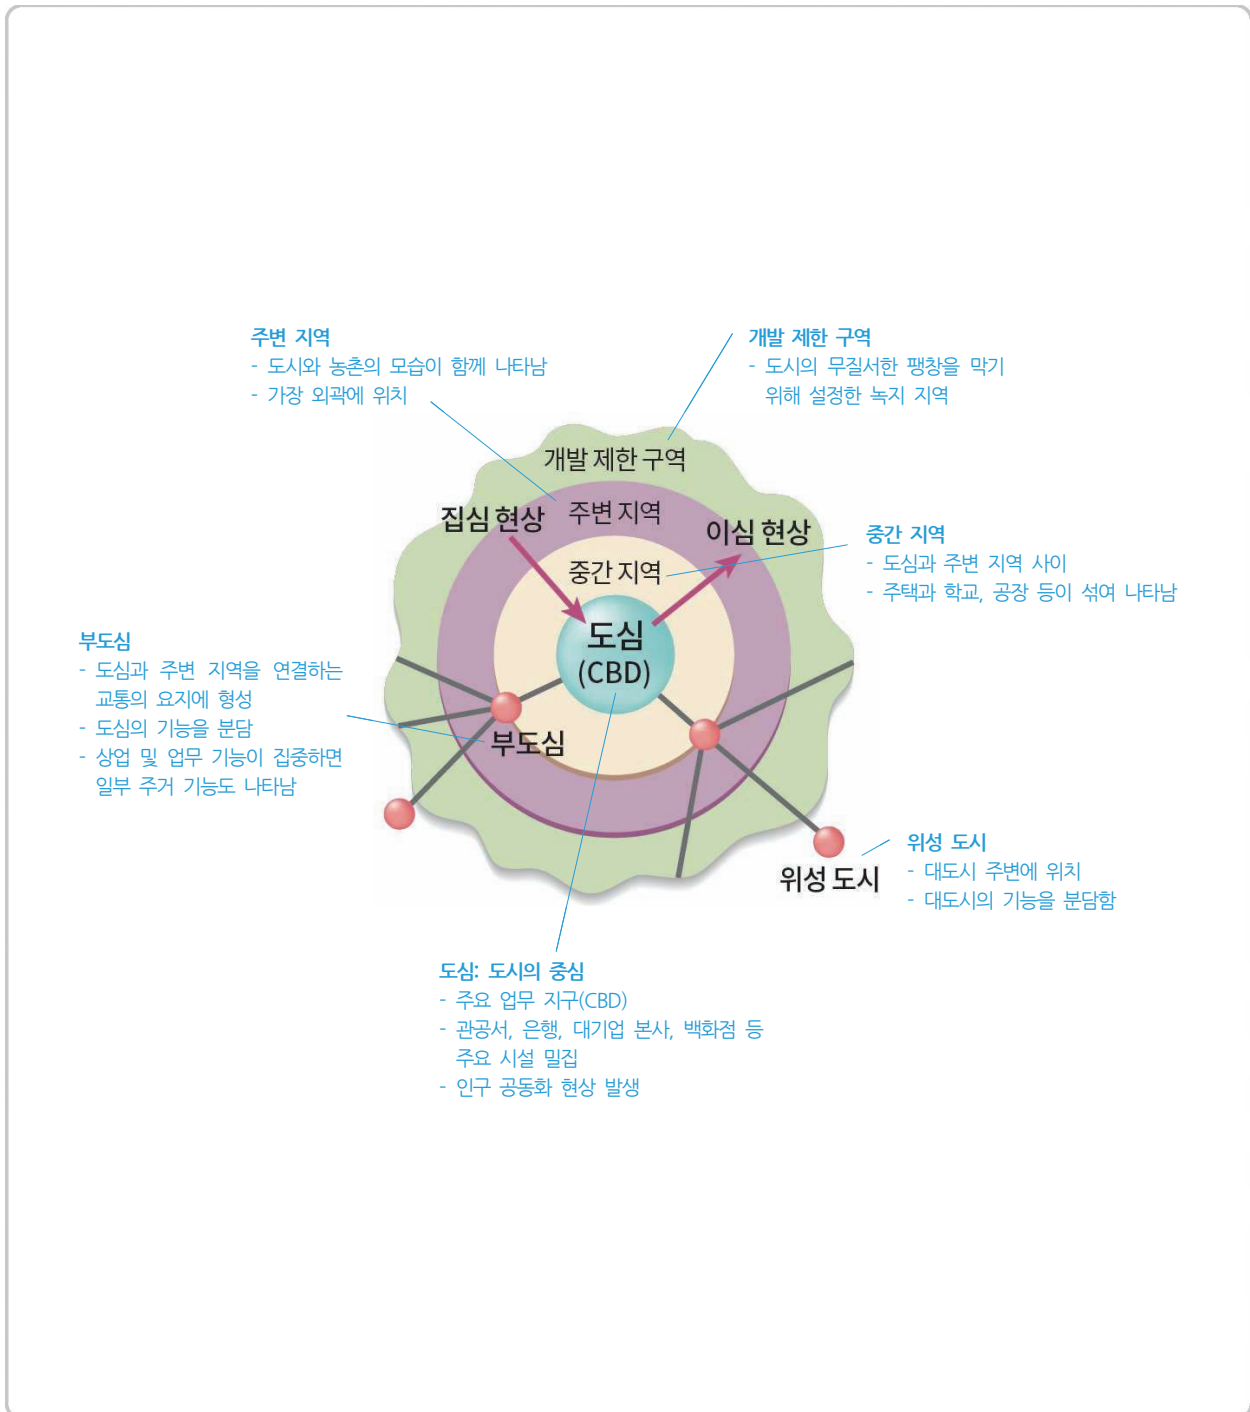 주변 지역
- 도시와 농촌의 모습이 함께 나타남
- 가장 외곽에 위치
개발 제한 구역
- 도시의 무질서한 팽창을 막기
위해 설정한 녹지 지역
개발 제한 구역
집심 현상
주변 지역
이심 현상
중간 지역
도심
(CBD)
중간 지역
- 도심과 주변 지역 사이
- 주택과 학교, 공장 등이 섞여 나타남
부도심
- 도심과 주변 지역을 연결하는
교통의 요지에 형성
- 도심의 기능을 분담
- 상업 및 업무 기능이 집중하면
일부 주거 기능도 나타남
부도심
위성 도시
위성 도시
- 대도시 주변에 위치
- 대도시의 기능을 분담함
도심: 도시의 중심
- 주요 업무 지구(CBD)
- 관공서, 은행, 대기업 본사, 백화점 등
주요 시설 밀집
- 인구 공동화 현상 발생